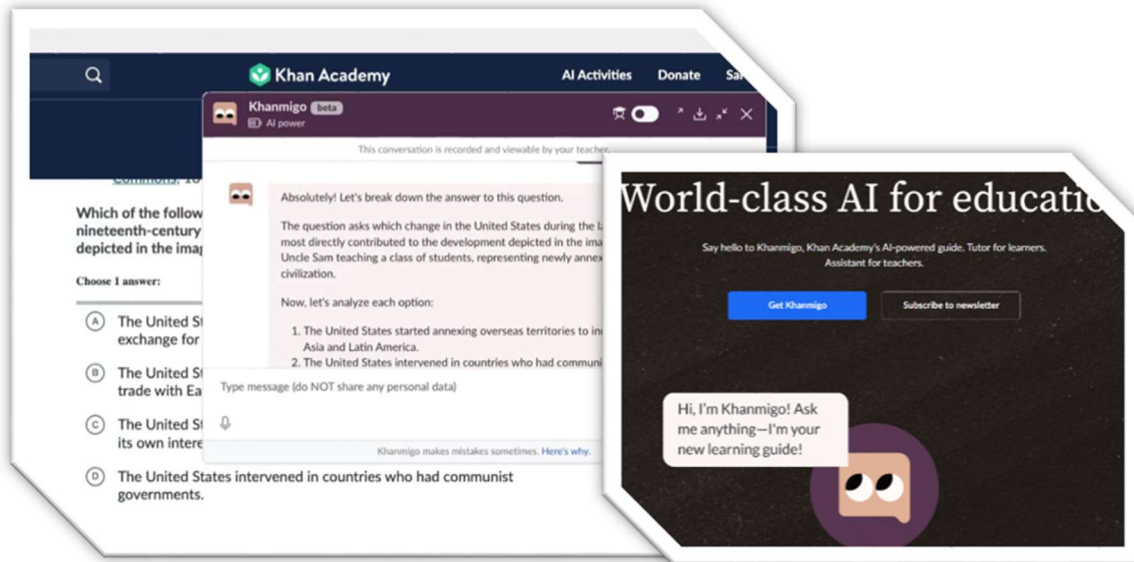 Khan Academy
AI Activities
Donate
Khanmigo beta
AI power
This conversation is recorded and viewable by your teacher.
Commons,
Which of the follow
nineteenth-century
depicted in the imag
Choose 1 answer:
A The United St
exchange for
B The United St
trade with Ea
C The United St
its own intere
D The United States intervened in countries who had communist
governments.
Absolutely! Let's break down the answer to this question.
The question asks which change in the United States during the
most directly contributed to the development depicted in the ima
Uncle Sam teaching a class of students, representing newly annex
civilization.
Now, let's analyze each option:
1. The United States started annexing overseas territories to in
Asia and Latin America.
2. The United States intervened in countries who had communi
Type message (do NOT share any personal data)
Khanmigo makes mistakes sometimes. Here's why.
World-class AI for educatio
Say hello to Khanmigo, Khan Academy's AI-powered guide. Tutor for learners.
Assistant for teachers.
Get Khanmigo
Subscribe to newsletter
Hi, I'm Khanmigo! Ask
me anything—I'm your
new learning guide!